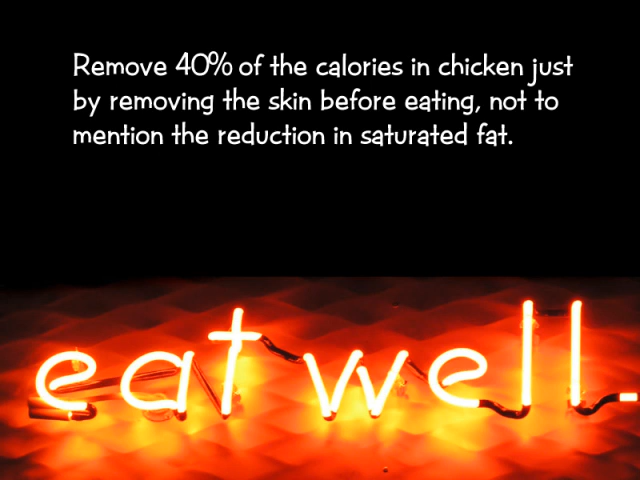 Remove 40% of the calories in chicken just
by removing the skin before eating, not to
mention the reduction in saturated fat.
eat well